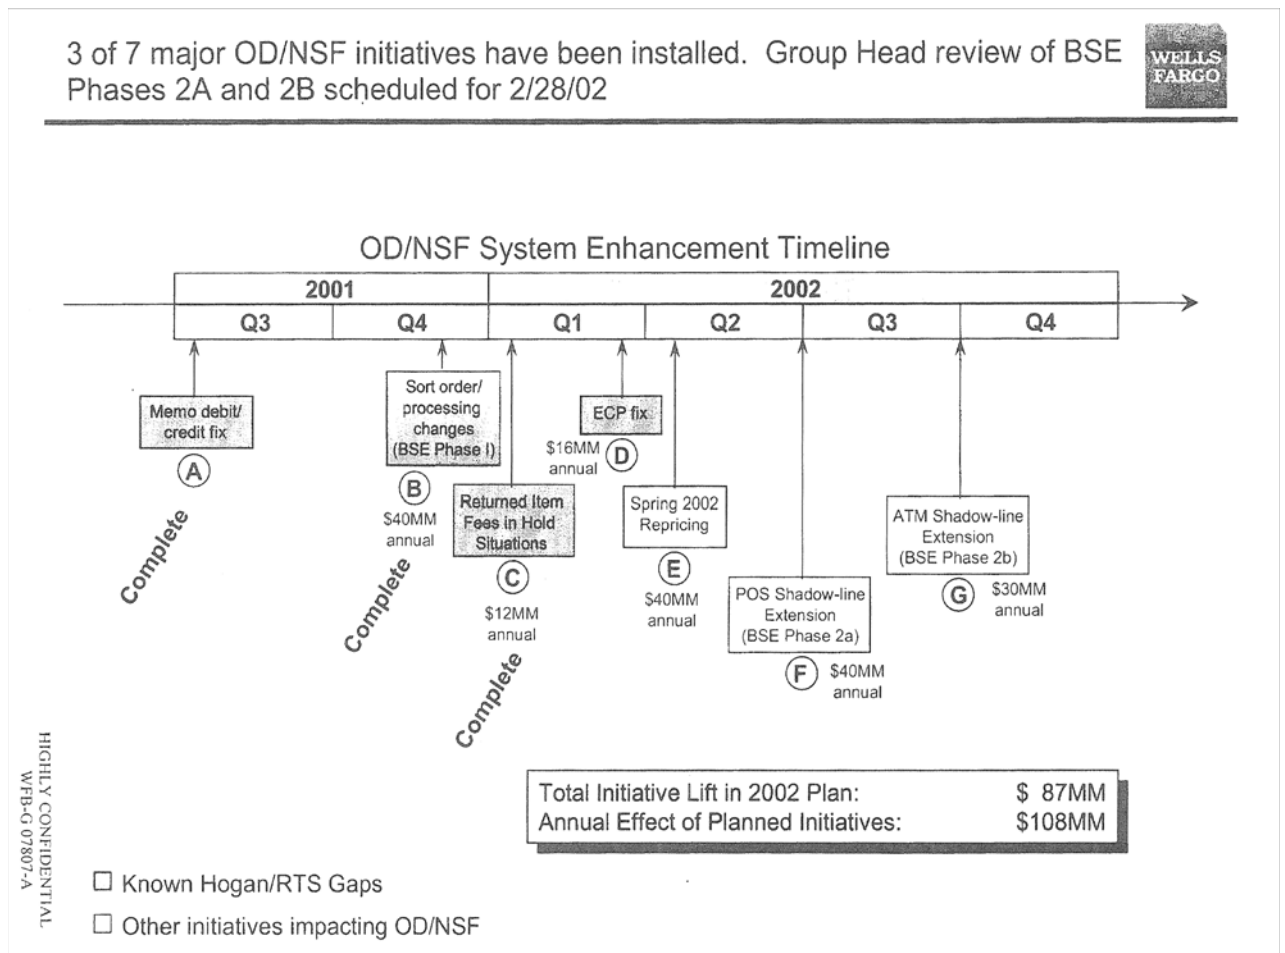 3 of 7 major OD/NSF initiatives have been installed. Group Head review of BSE
Phases 2A and 2B scheduled for 2/28/02
WELLS
FARGO
OD/NSF System Enhancement Timeline
2001
2002
Q3
Q4
Q1
Q2
Q3
Q4
Memo debit/
credit fix
A
Complete
Sort order/
processing
changes
(BSE Phase I)
B
$40MM
annual
Complete
Returned Item
Fees in Hold
Situations
C
$12MM
annual
Complete
ECP fix
$16MM
annual
D
Spring 2002
Repricing
E
$40MM
annual
POS Shadow-line
Extension
(BSE Phase 2a)
F
$40MM
annual
ATM Shadow-line
Extension
(BSE Phase 2b)
G
$30MM
annual
Total Initiative Lift in 2002 Plan: $ 87MM
Annual Effect of Planned Initiatives: $108MM
Known Hogan/RTS Gaps
Other initiatives impacting OD/NSF
HIGHLY CONFIDENTIAL
WFB-G 07807-A